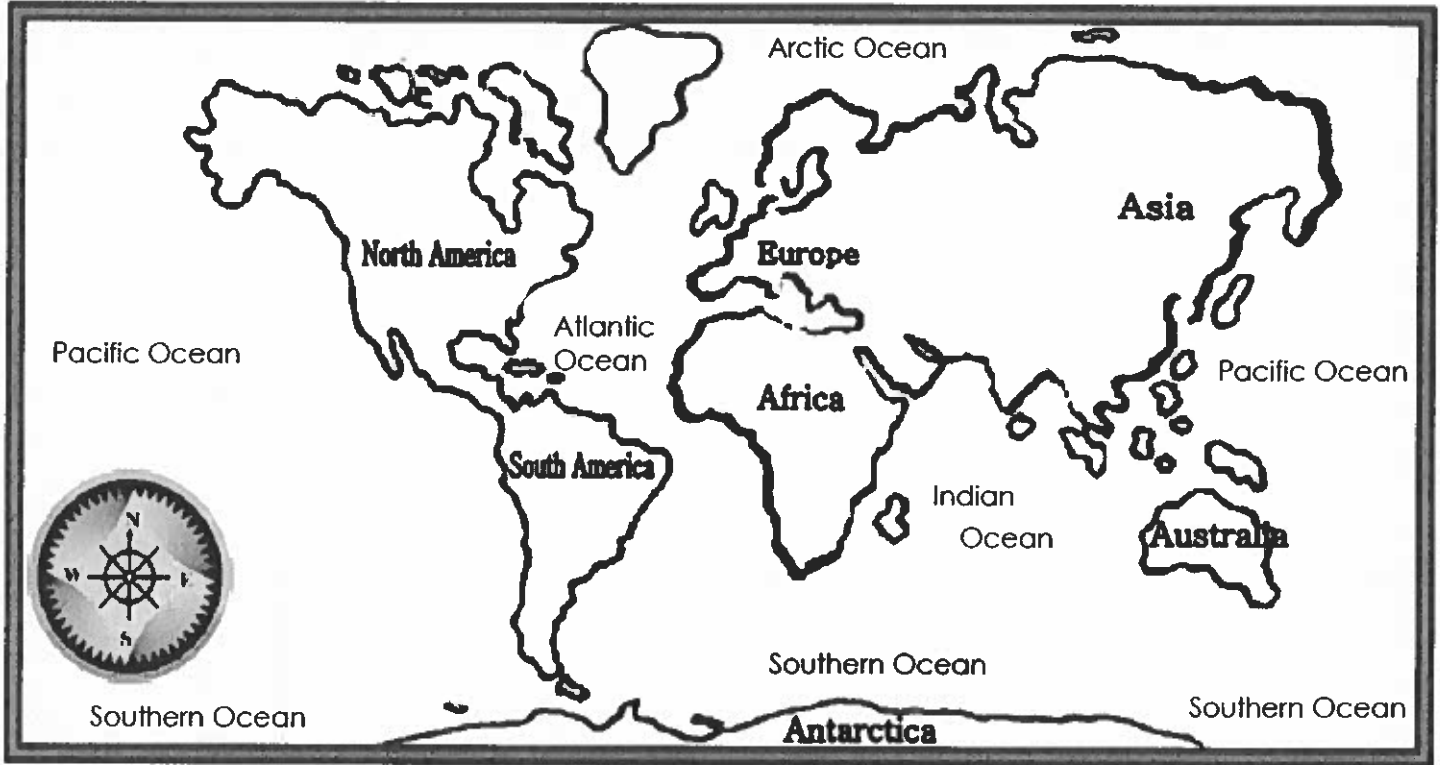 Arctic Ocean
Asia
North America
Europe
Atlantic
Ocean
Pacific Ocean
Pacific Ocean
Africa
South America
Indian
Ocean
Australia
N
W
E
S
Southern Ocean
Southern Ocean
Southern Ocean
Antarctica